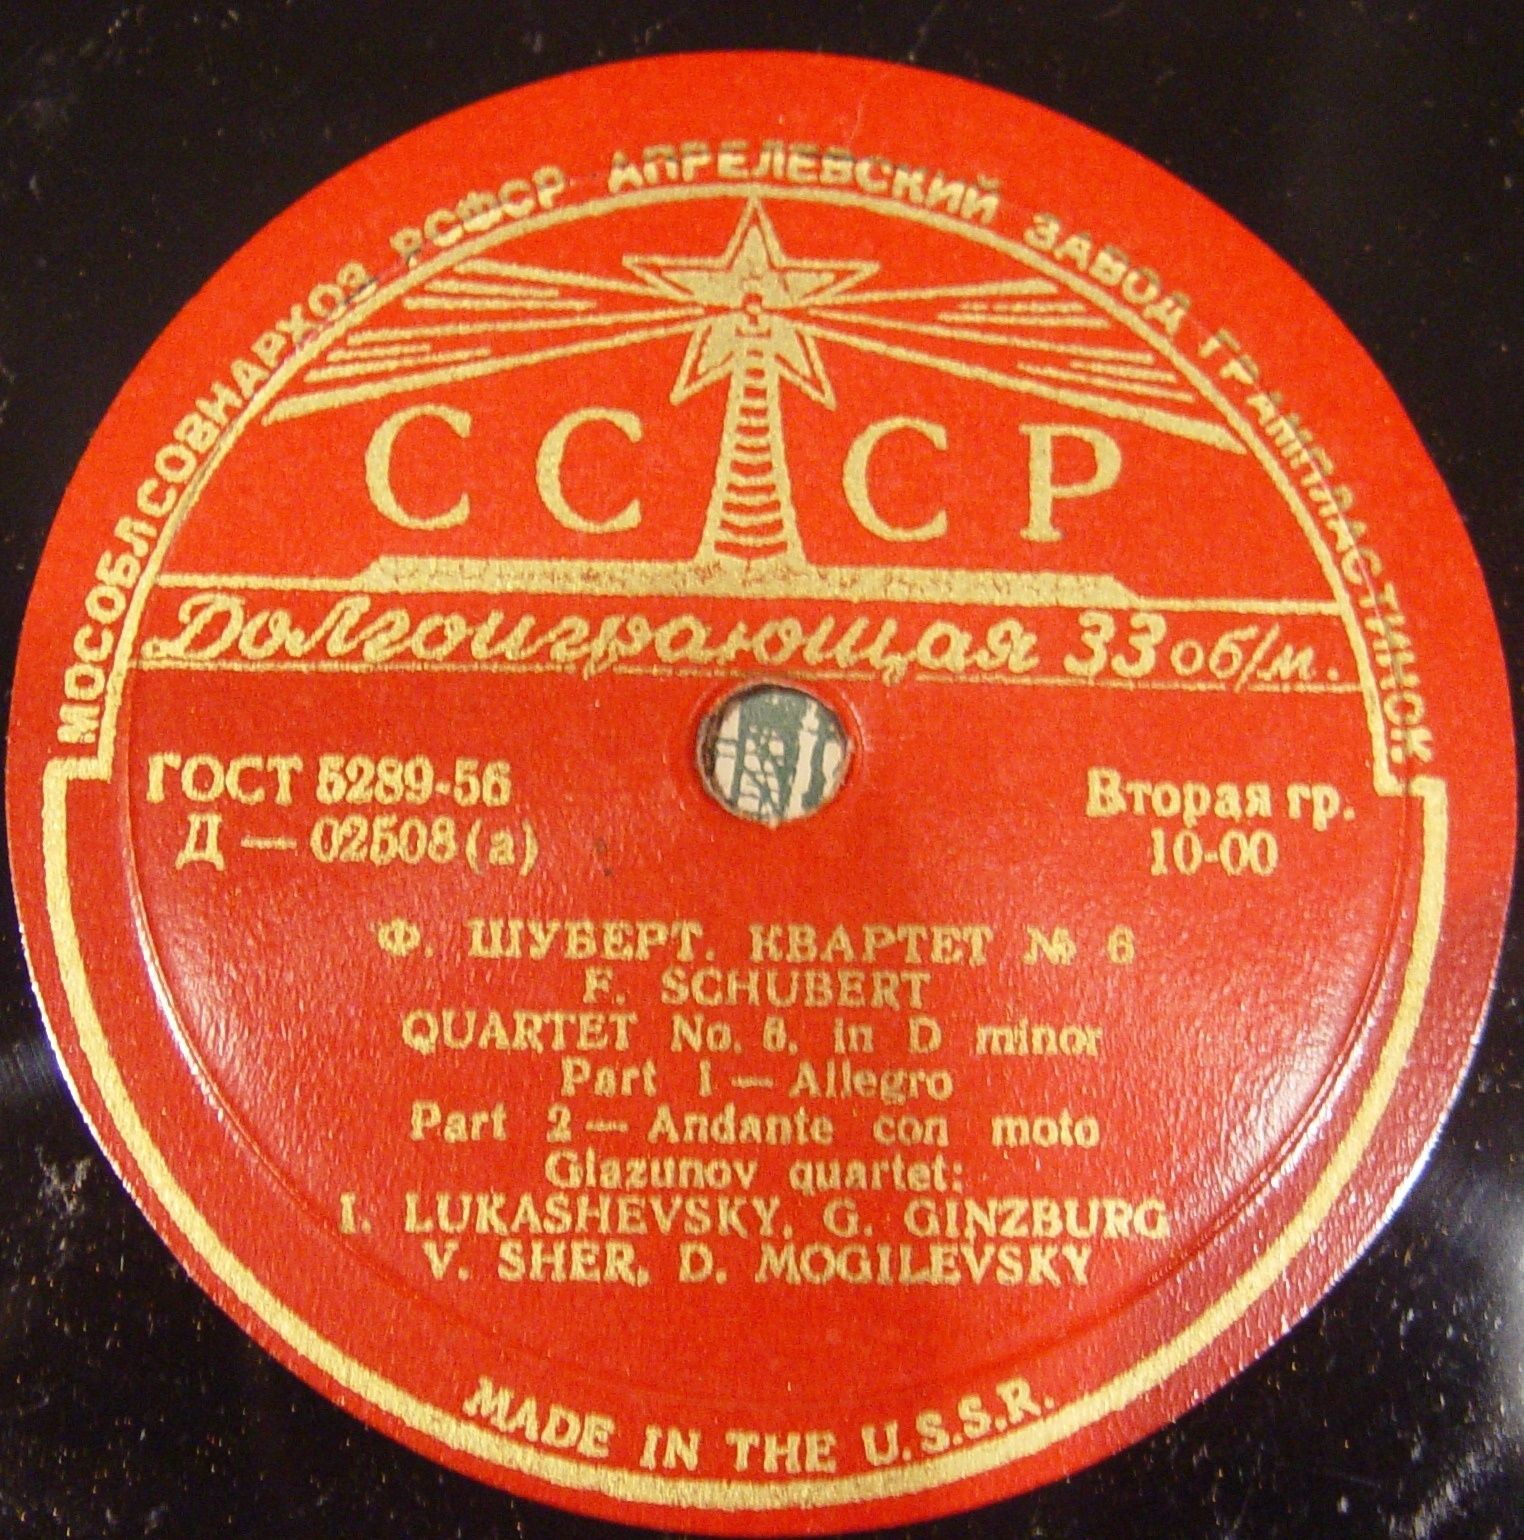 МОСОБЛСОВНАРХОЗ РСФСР АПРЕЛЕВСКИЙ ЗАВОД ГРАМПЛАСТИНОК
СССР
Долгоиграющая 33 об/м.
ГОСТ 5289-56
Д — 02508 (а)
Вторая гр.
10-00
Ф. ШУБЕРТ. КВАРТЕТ № 6
F. SCHUBERT
QUARTET No. 6, in D minor
Part 1 — Allegro
Part 2 — Andante con moto
Glazunov quartet:
I. LUKASHEVSKY, G. GINZBURG
V. SHER, D. MOGILEVSKY
MADE IN THE U.S.S.R.